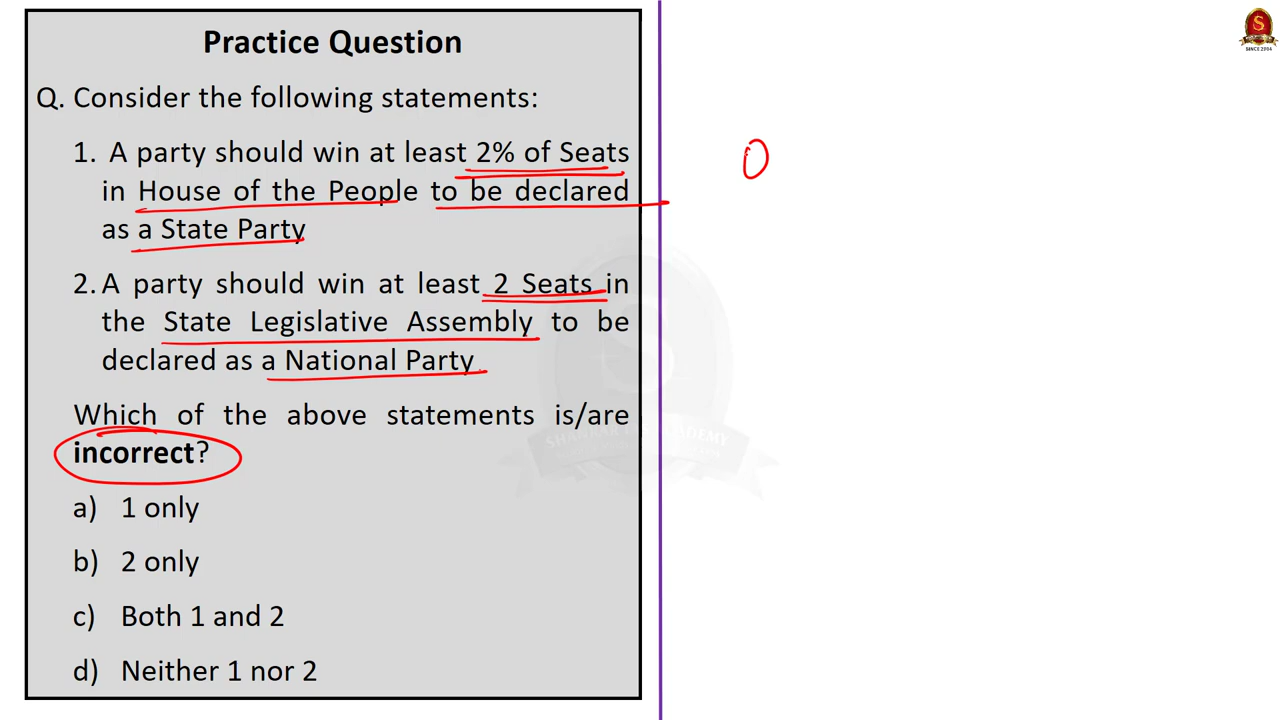 Practice Question
Q. Consider the following statements:
1. A party should win at least 2% of Seats
in House of the People to be declared
as a State Party
2. A party should win at least 2 Seats in
the State Legislative Assembly to be
declared as a National Party
Which of the above statements is/are
incorrect?
a) 1 only
b) 2 only
c) Both 1 and 2
d) Neither 1 nor 2
S
SINCE 2004